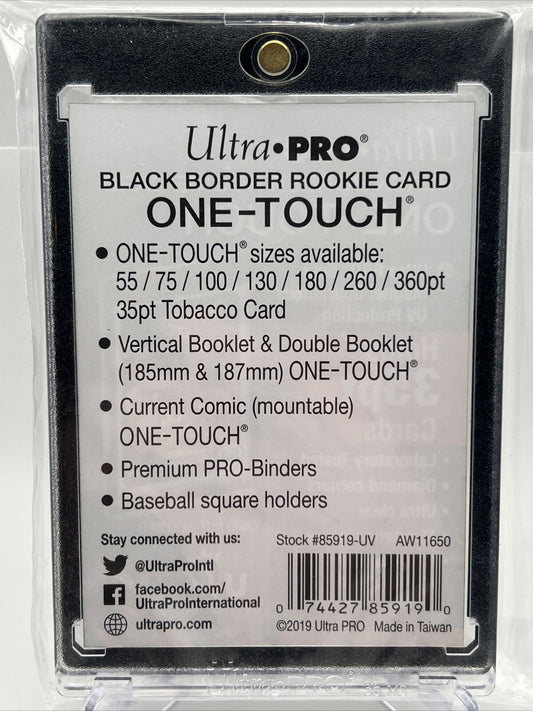 Ultra•PRO®
BLACK BORDER ROOKIE CARD
ONE-TOUCH®
• ONE-TOUCH® sizes available:
55 / 75 / 100 / 130 / 180 / 260 / 360pt
35pt Tobacco Card
• Vertical Booklet & Double Booklet
(185mm & 187mm) ONE-TOUCH®
• Current Comic (mountable)
ONE-TOUCH®
• Premium PRO-Binders
• Baseball square holders
Stay connected with us:
@UltraProIntl
facebook.com/
UltraProInternational
ultrapro.com
Stock #85919-UV AW11650
0 74427 85919 0
©2019 Ultra PRO Made in Taiwan
Ultra•PRO